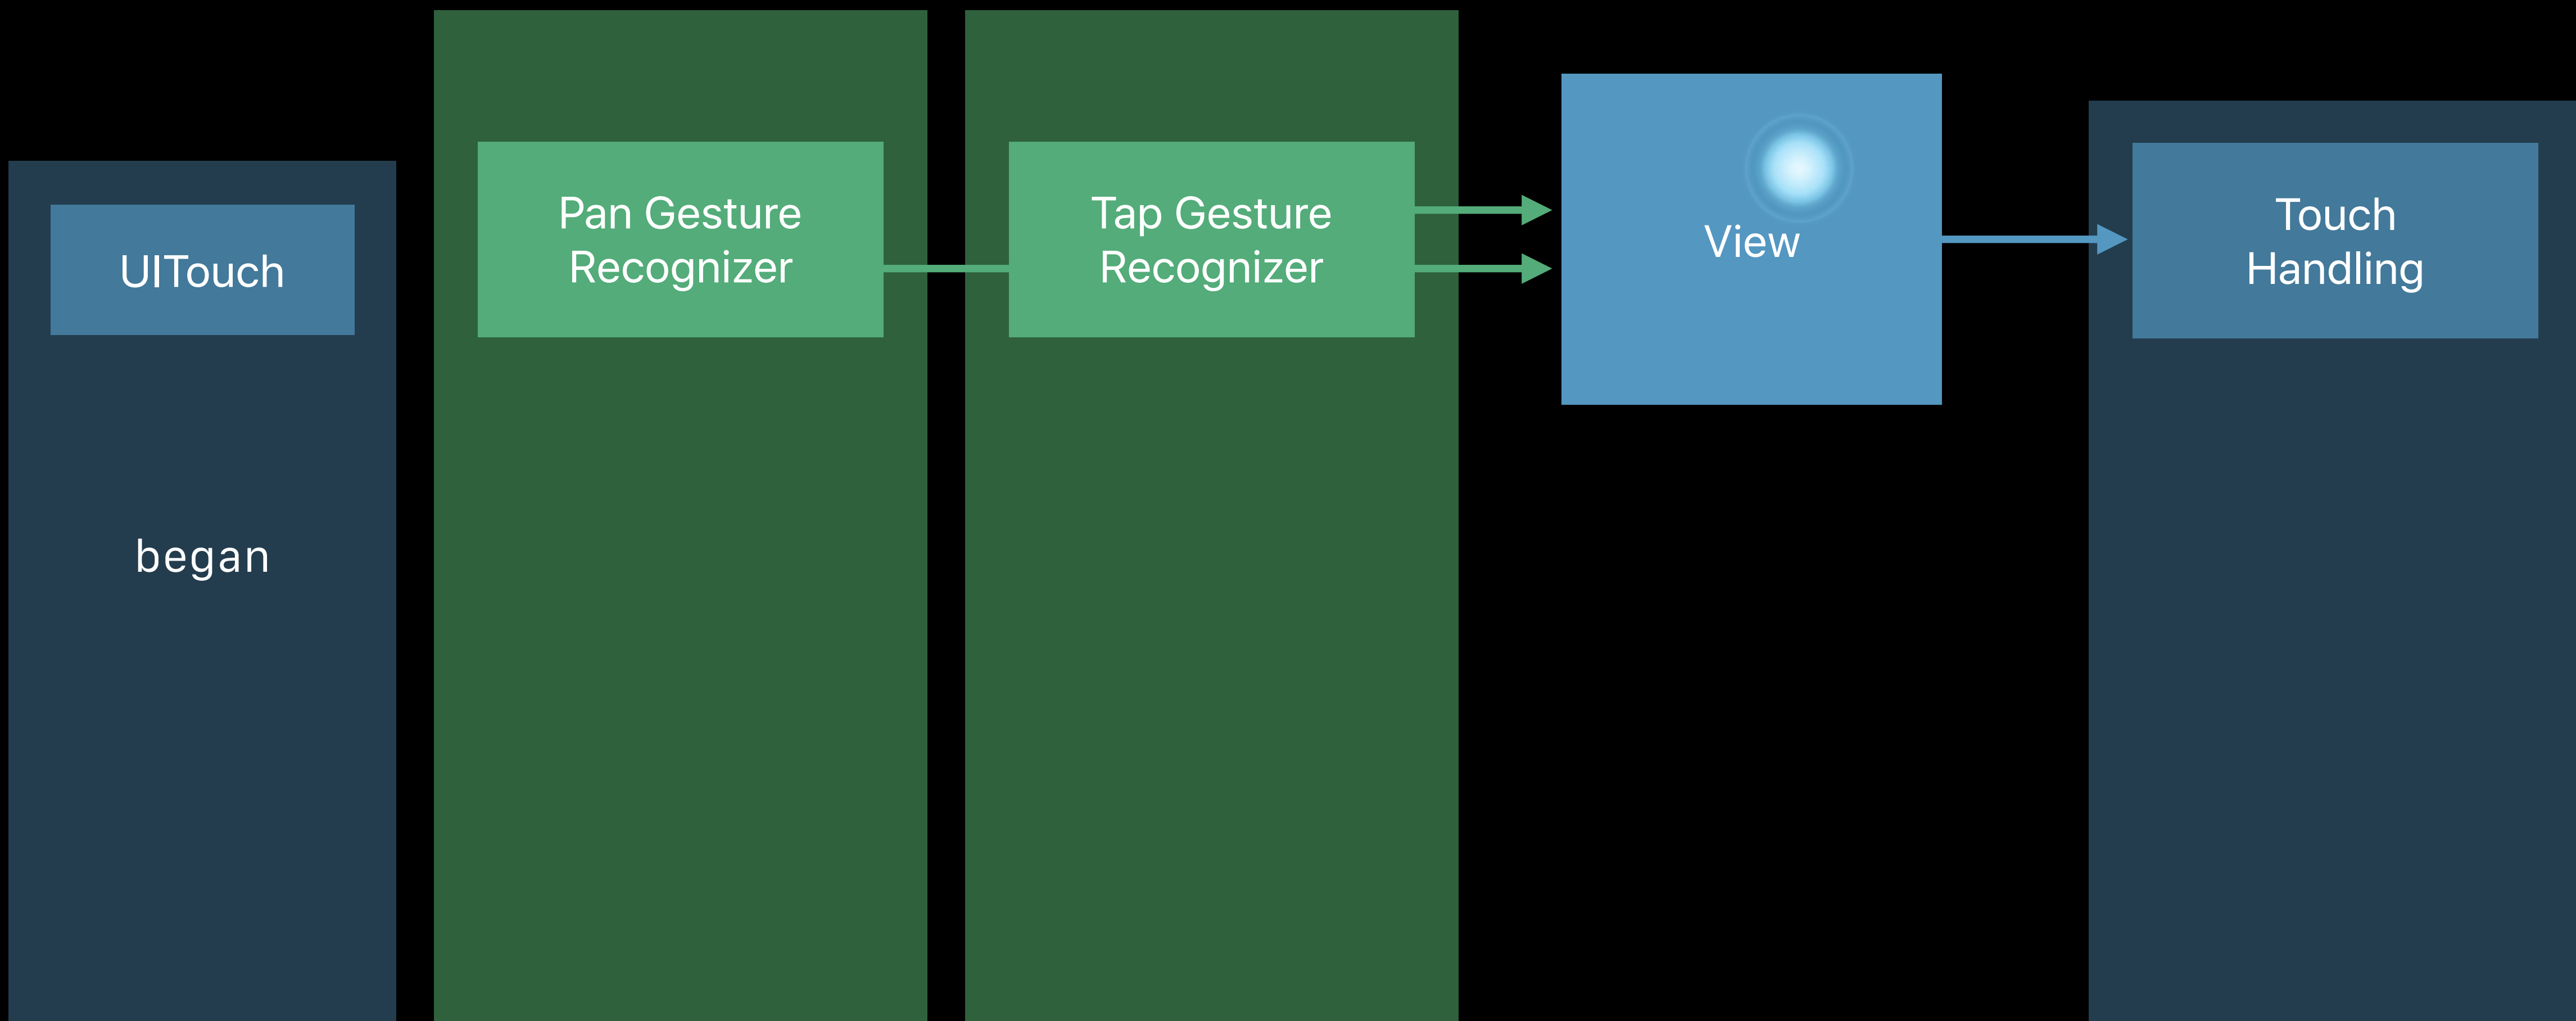 UITouch
began
Pan Gesture
Recognizer
Tap Gesture
Recognizer
View
Touch
Handling